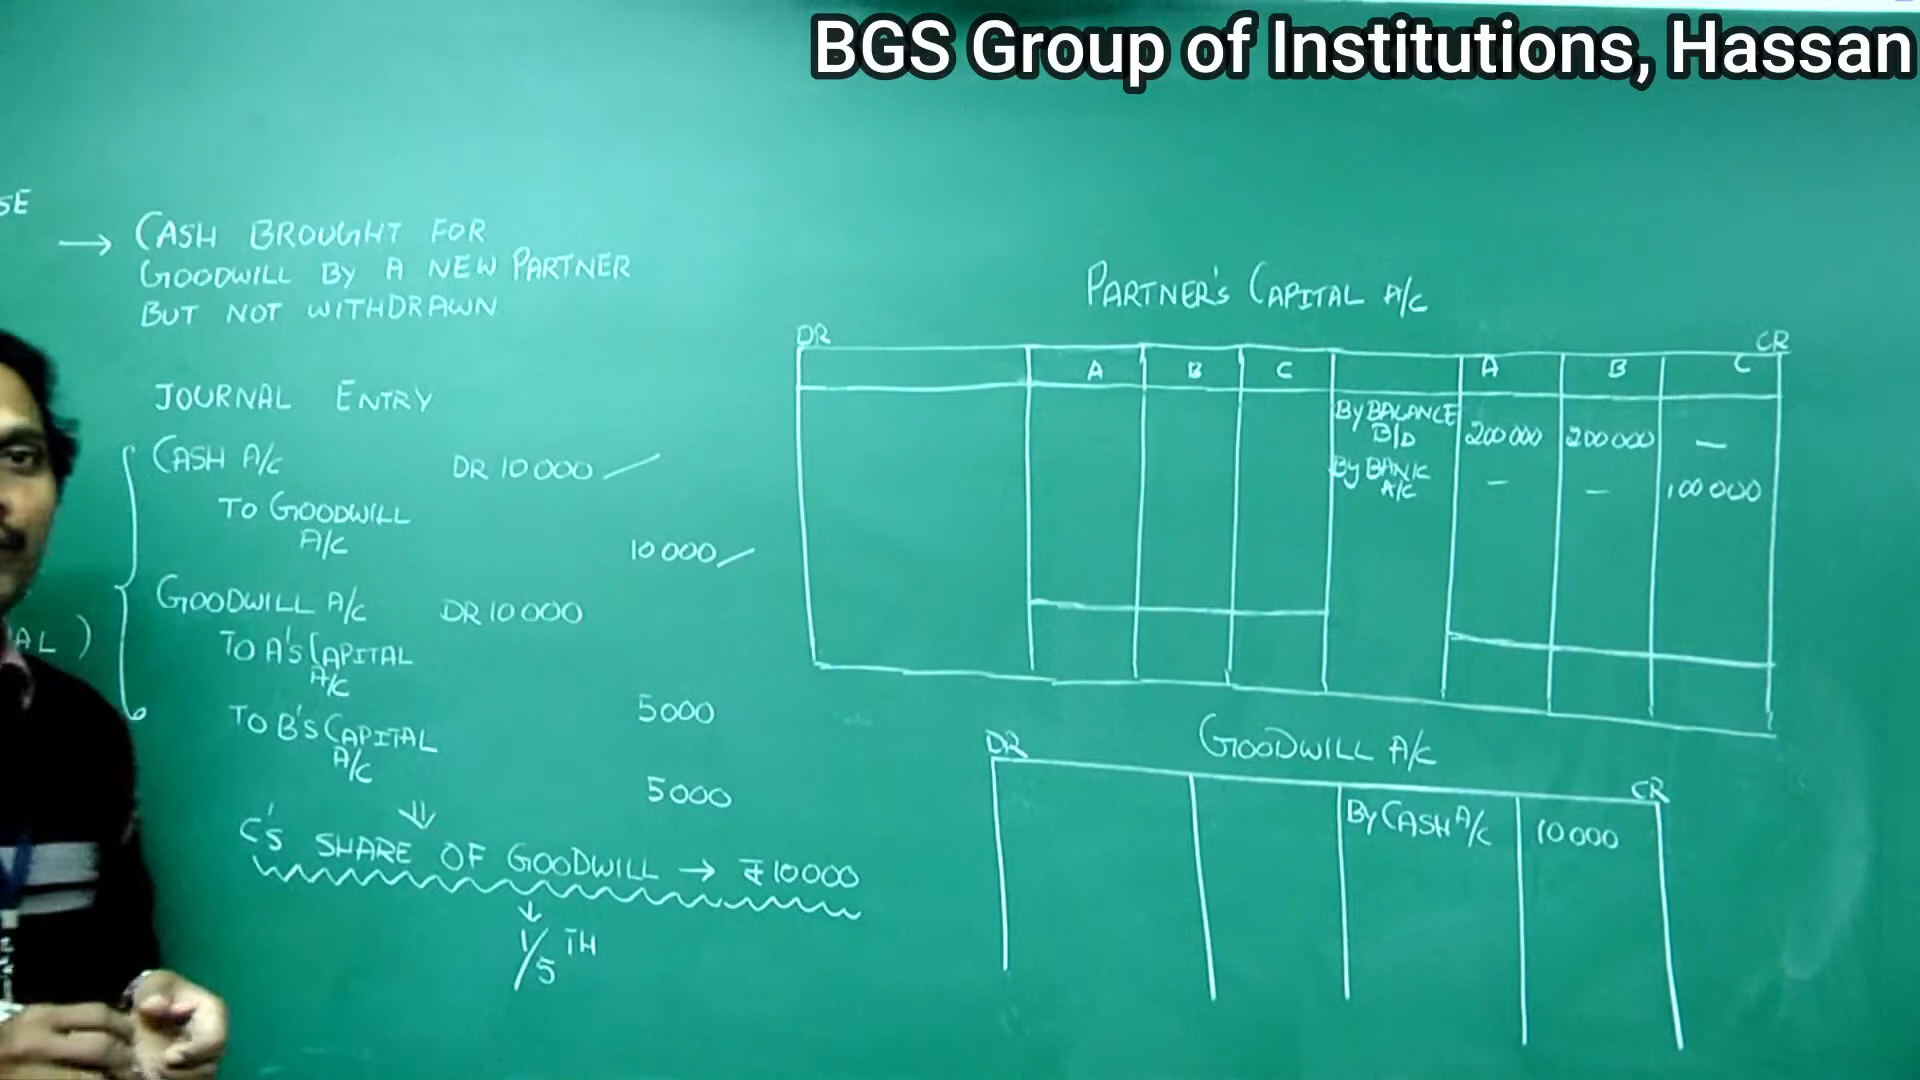 BGS Group of Institutions, Hassan
SE
→ CASH BROUGHT FOR
GOODWILL BY A NEW PARTNER
BUT NOT WITHDRAWN
JOURNAL ENTRY
CASH A/C DR 10000
TO GOODWILL
A/C
10000
GOODWILL A/C DR 10000
AL )
TO A'S CAPITAL
A/C
5000
TO B'S CAPITAL
A/C
5000
C'S SHARE OF GOODWILL → ₹10000
1/5 TH
PARTNER'S CAPITAL A/C
DR CR
A B C A B C
By BALANCE
B/D 200000 200000 —
By BANK
A/C — — 100000
GOODWILL A/C
DR CR
By CASH A/C 10000